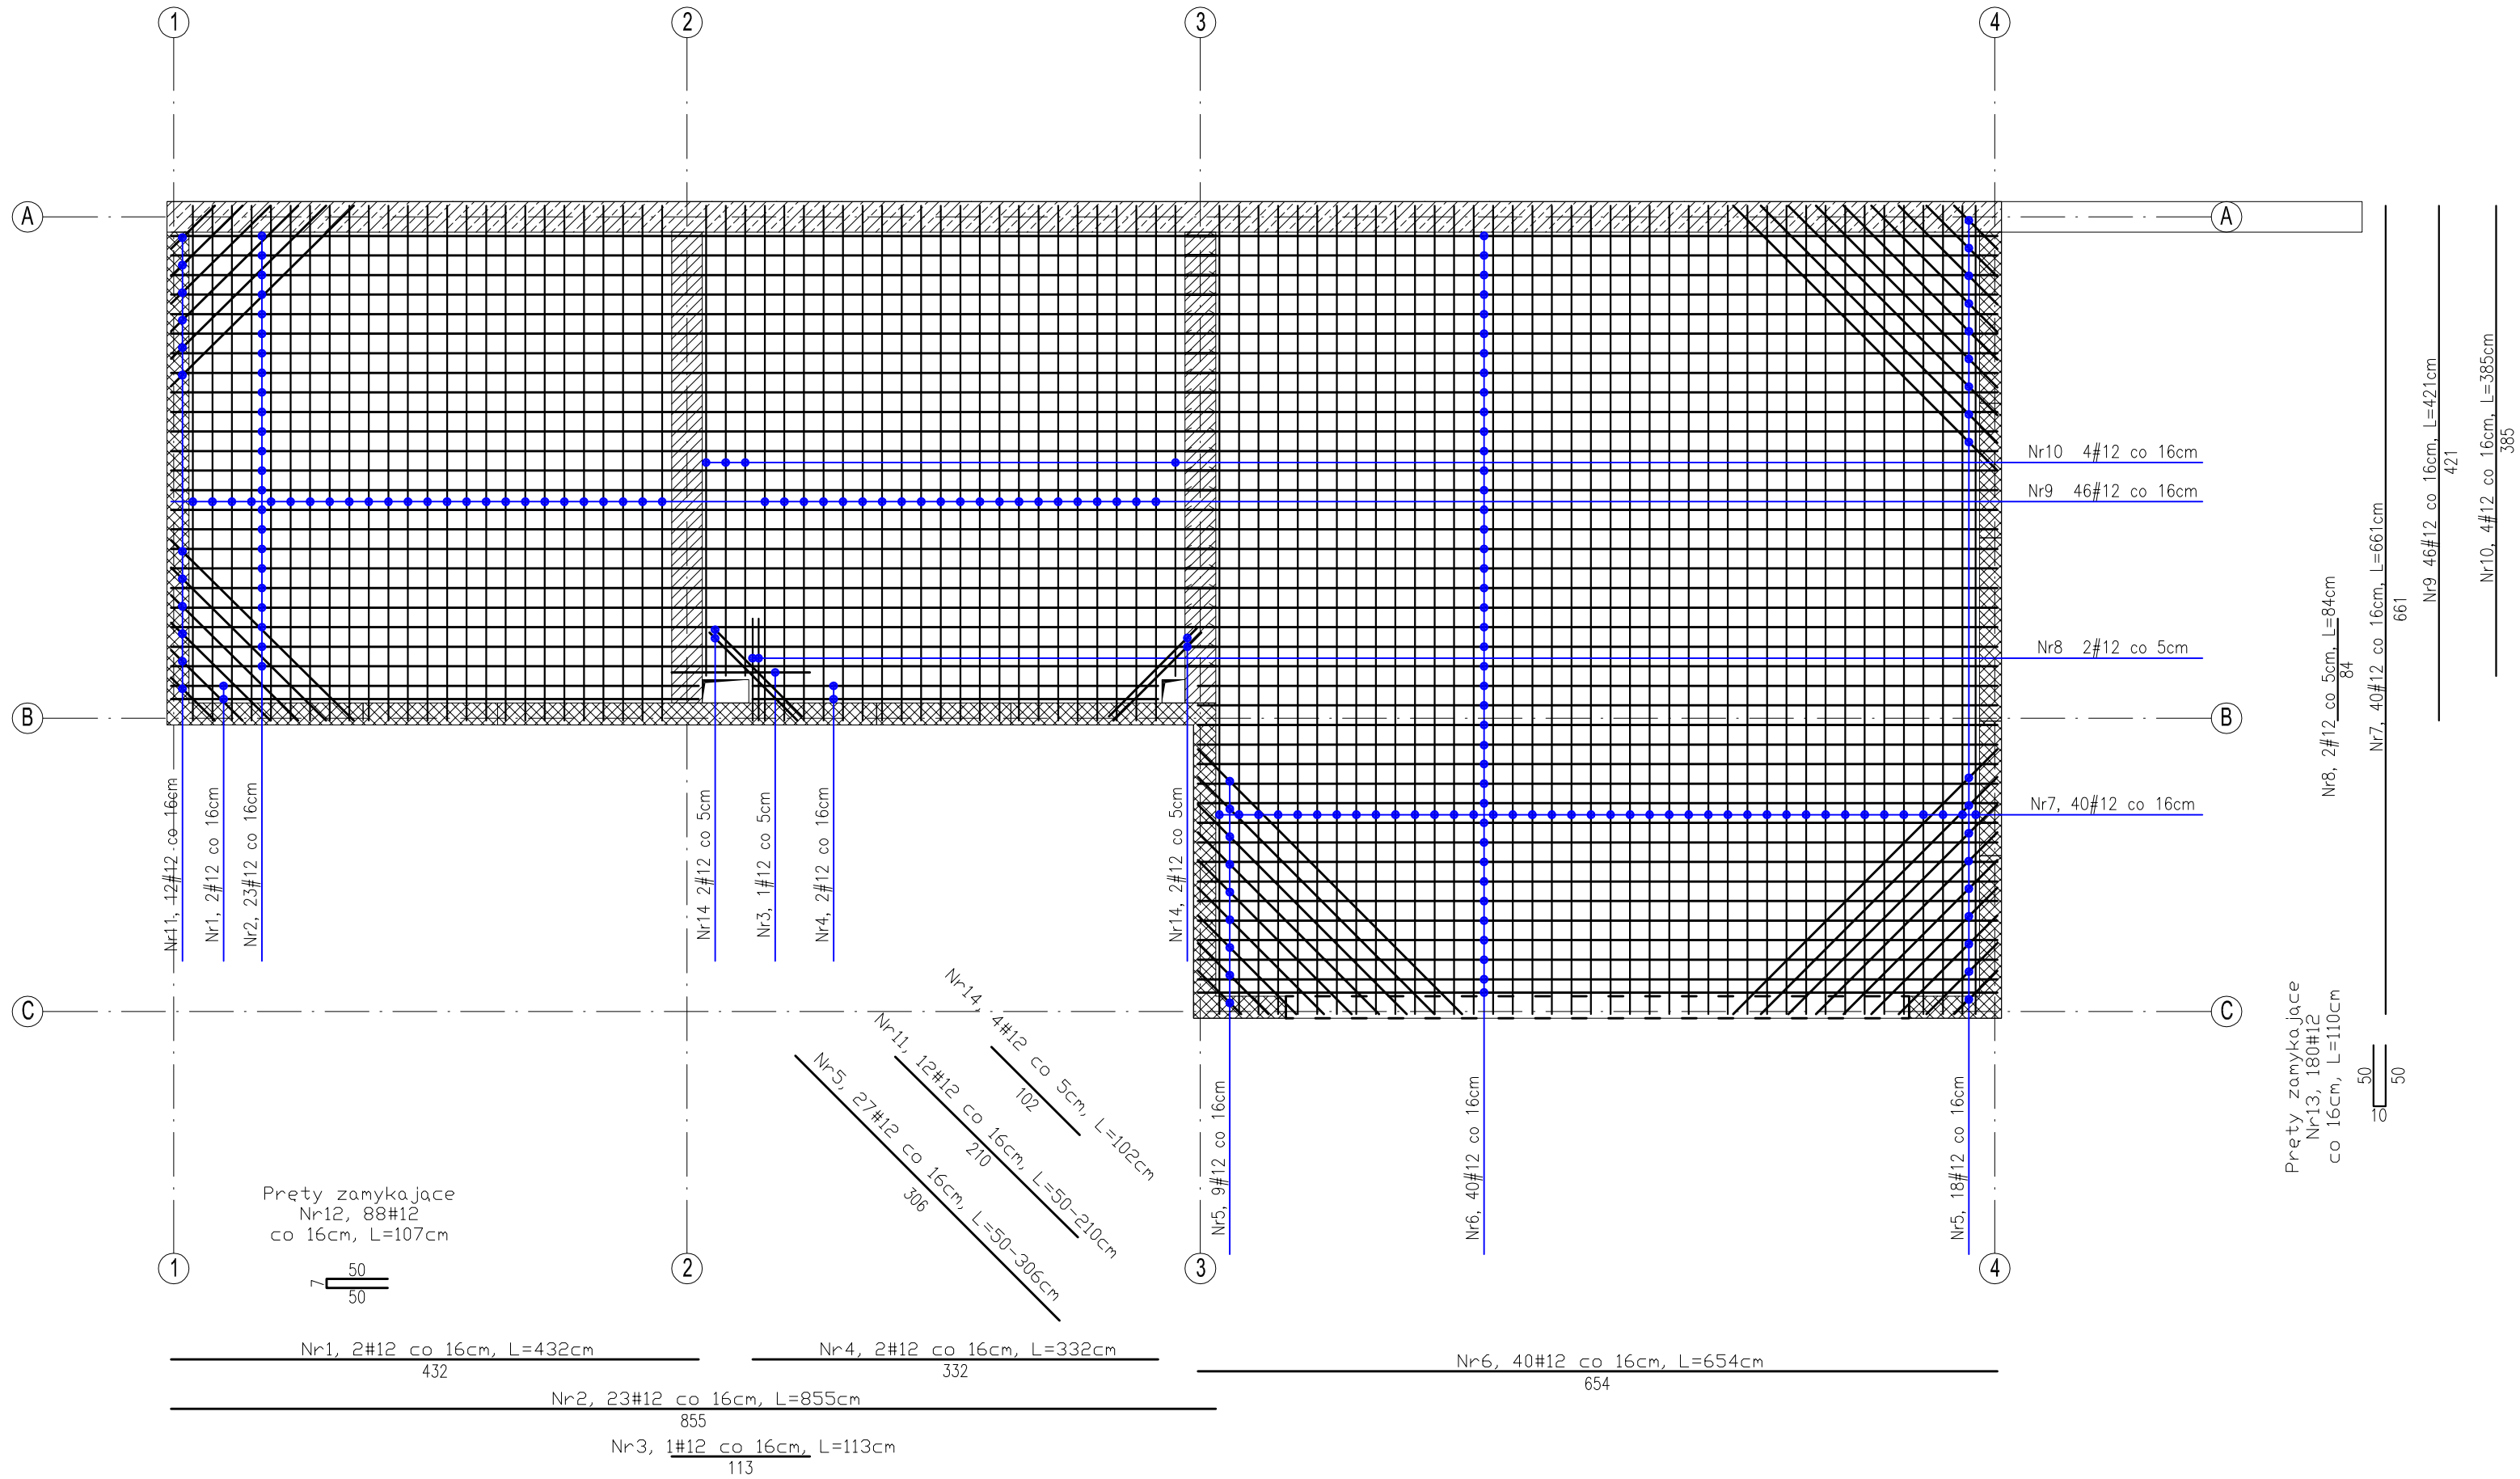 1
2
3
4
A
A
Nr10 4#12 co 16cm
Nr9 46#12 co 16cm
Nr8 2#12 co 5cm
Nr7, 40#12 co 16cm
B
B
C
C
Nr11, 12#12 co 16cm
Nr1, 2#12 co 16cm
Nr2, 23#12 co 16cm
Nr14 2#12 co 5cm
Nr3, 1#12 co 5cm
Nr4, 2#12 co 16cm
Nr14, 2#12 co 5cm
Nr5, 9#12 co 16cm
Nr6, 40#12 co 16cm
Nr5, 18#12 co 16cm
Nr8, 2#12 co 5cm, L=84cm
84
Nr7, 40#12 co 16cm, L=661cm
661
Nr9 46#12 co 16cm, L=421cm
421
Nr10, 4#12 co 16cm, L=385cm
385
Pręty zamykające
Nr13, 180#12
co 16cm, L=110cm
50
10
50
Nr14, 4#12 co 5cm, L=102cm
102
Nr11, 12#12 co 16cm, L=50-210cm
210
Nr5, 27#12 co 16cm, L=50-306cm
306
Pręty zamykające
Nr12, 88#12
co 16cm, L=107cm
50
7
50
1
2
3
4
Nr1, 2#12 co 16cm, L=432cm
432
Nr4, 2#12 co 16cm, L=332cm
332
Nr6, 40#12 co 16cm, L=654cm
654
Nr2, 23#12 co 16cm, L=855cm
855
Nr3, 1#12 co 16cm, L=113cm
113